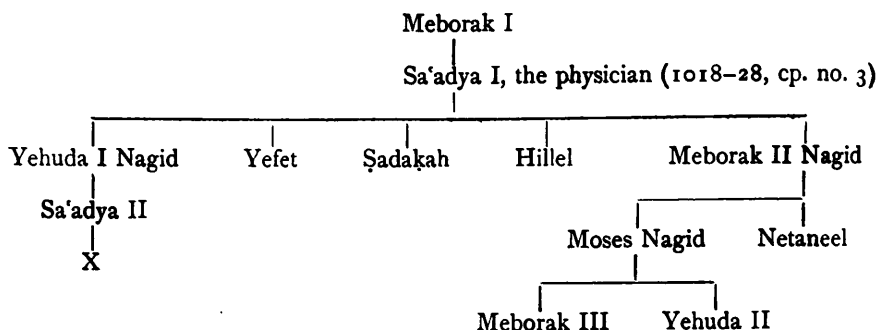 Meborak I
Sa‘adya I, the physician (1018–28, cp. no. 3)
Yehuda I Nagid Yefet Ṣadaḳah Hillel Meborak II Nagid
Sa‘adya II
Moses Nagid Netaneel
X
Meborak III Yehuda II